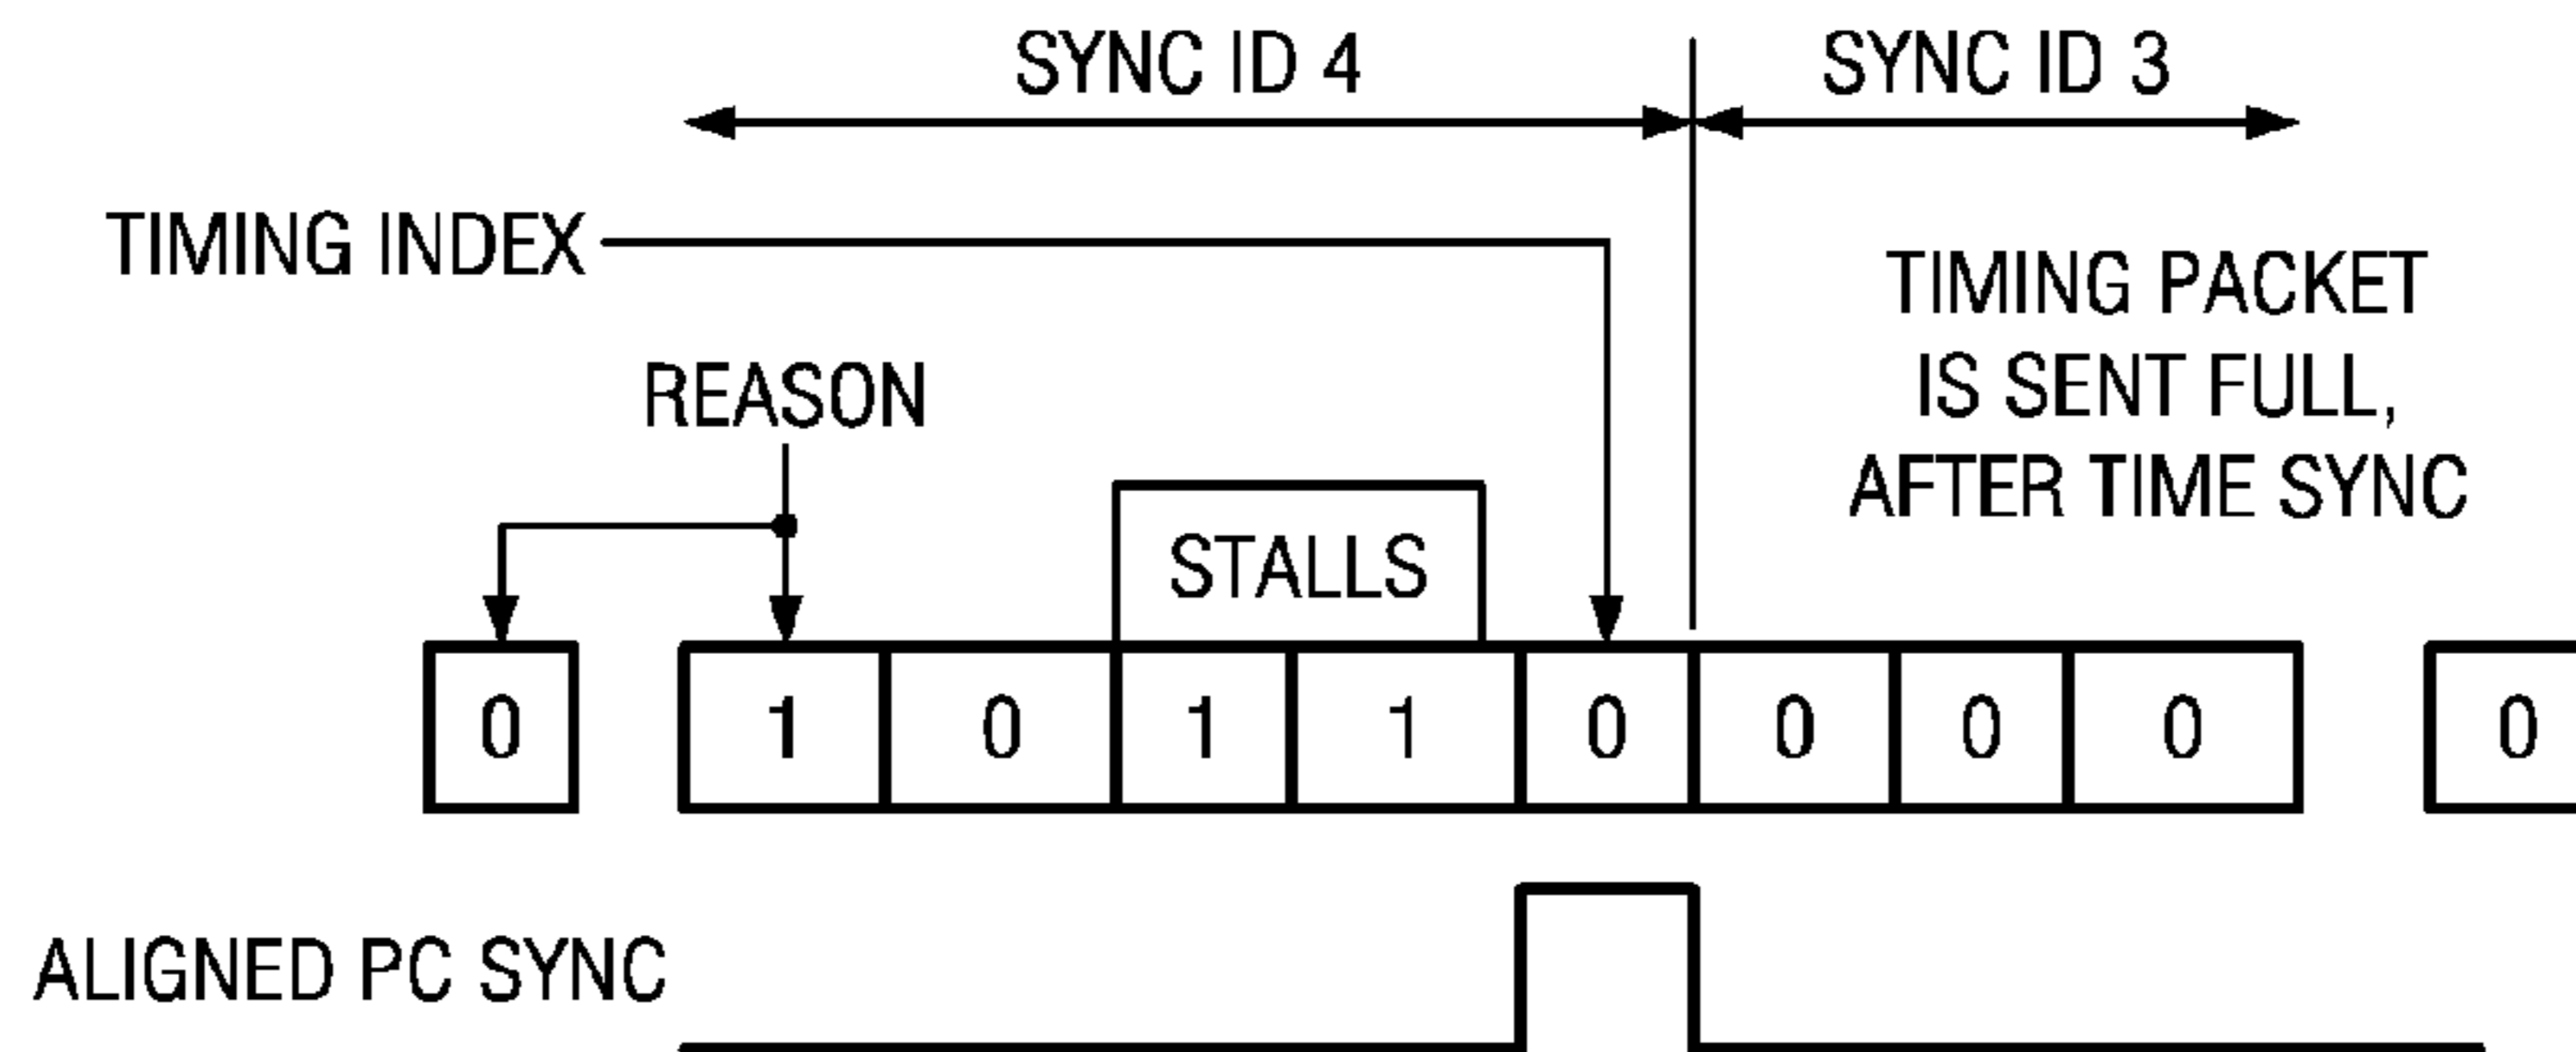 SYNC ID 4 SYNC ID 3
TIMING INDEX
TIMING PACKET
IS SENT FULL,
AFTER TIME SYNC
REASON
STALLS
0 1 0 1 1 0 0 0 0 0
ALIGNED PC SYNC